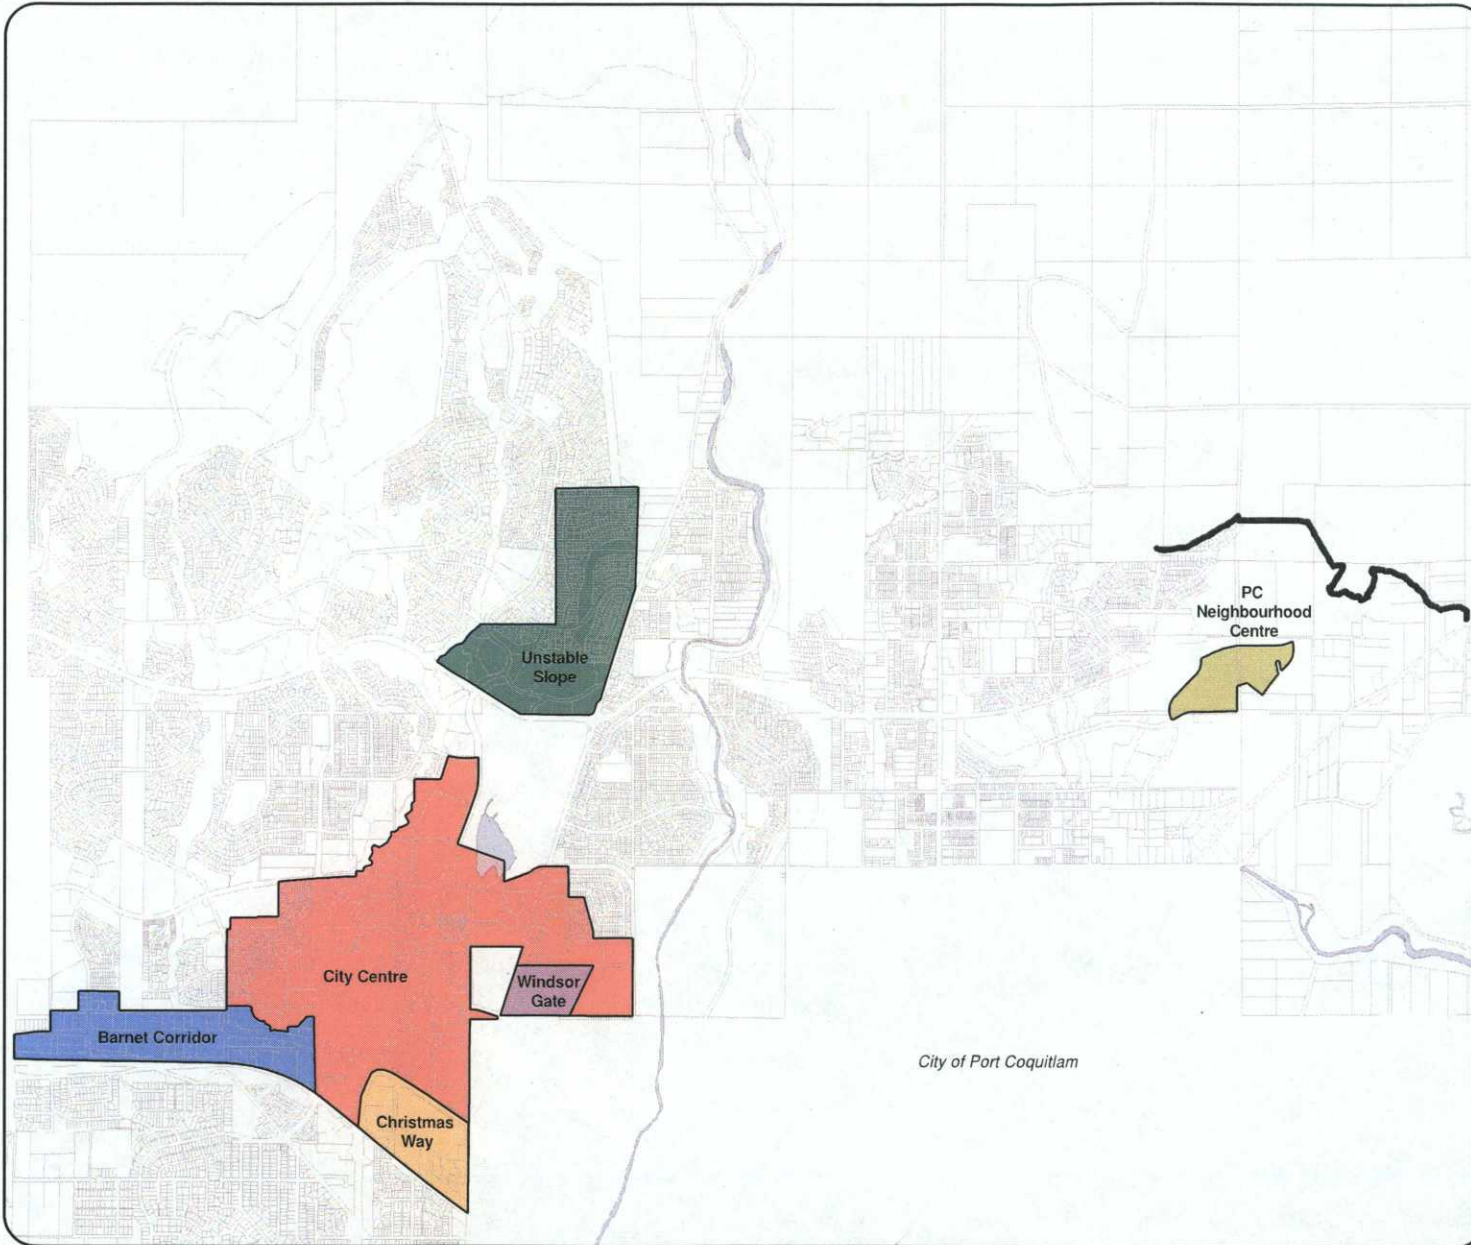 PC
Neighbourhood
Centre
Unstable
Slope
City Centre
Windsor
Gate
Barnet Corridor
City of Port Coquitlam
Christmas
Way